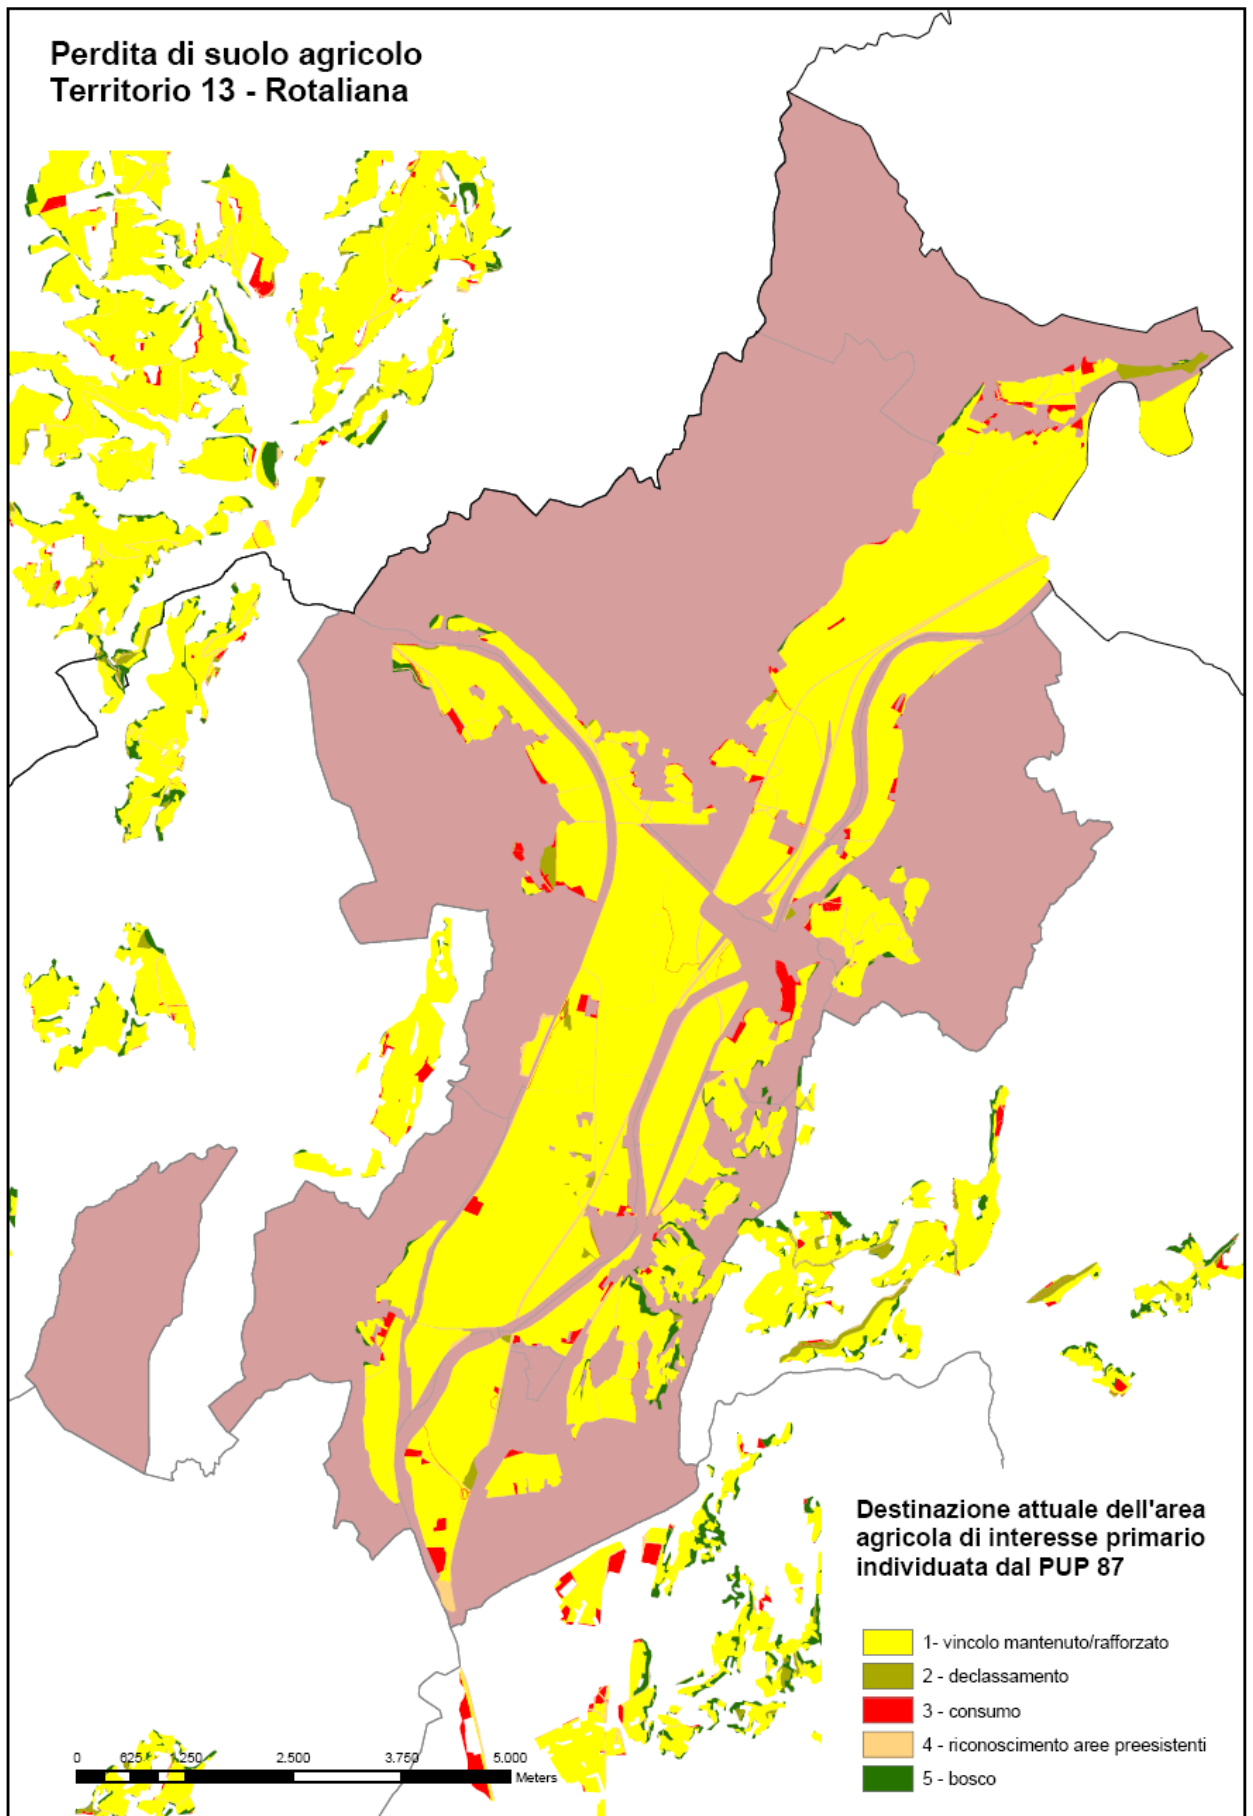 Perdita di suolo agricolo
Territorio 13 - Rotaliana
Destinazione attuale dell'area
agricola di interesse primario
individuata dal PUP 87
1- vincolo mantenuto/rafforzato
2 - declassamento
3 - consumo
4 - riconoscimento aree preesistenti
5 - bosco
0 625 1.250 2.500 3.750 5.000
Meters